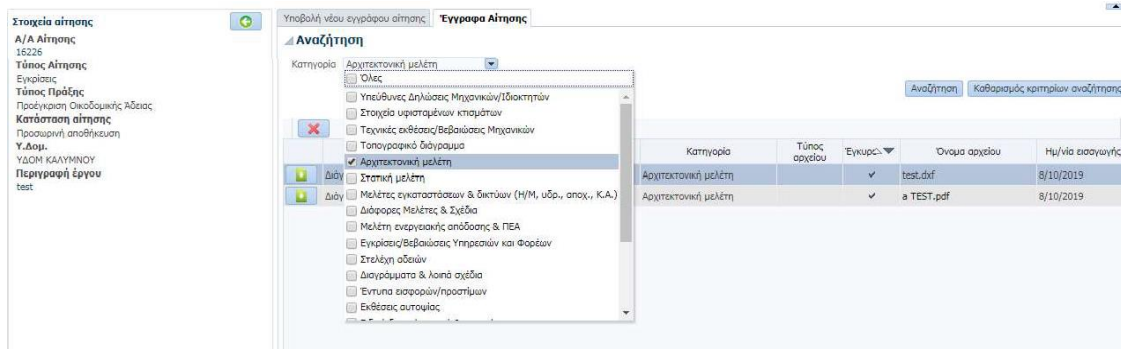 Στοιχεία αίτησης
Α/Α Αίτησης
16226
Τύπος Αίτησης
Εγκρίσεις
Τύπος Πράξης
Προέγκριση Οικοδομικής Άδειας
Κατάσταση αίτησης
Προσωρινή αποθήκευση
Υ.Δομ.
ΥΔΟΜ ΚΑΛΥΜΝΟΥ
Περιγραφή έργου
test
Υποβολή νέου εγγράφου αίτησης Έγγραφα Αίτησης
Αναζήτηση
Κατηγορία Αρχιτεκτονική μελέτη
Όλες
Υπεύθυνες Δηλώσεις Μηχανικών/Ιδιοκτητών
Στοιχεία υφισταμένων κτισμάτων
Τεχνικές εκθέσεις/Βεβαιώσεις Μηχανικών
Τοπογραφικό διάγραμμα
Αρχιτεκτονική μελέτη
Στατική μελέτη
Μελέτες εγκαταστάσεων & δικτύων (Η/Μ, υδρ., αποχ., Κ.Α.)
Διάφορες Μελέτες & Σχέδια
Μελέτη ενεργειακής απόδοσης & ΠΕΑ
Εγκρίσεις/Βεβαιώσεις Υπηρεσιών και Φορέων
Στελέχη αδειών
Διαγράμματα & λοιπά σχέδια
Έντυπα εισφορών/προστίμων
Εκθέσεις αυτοψίας
Αναζήτηση Καθαρισμός κριτηρίων αναζήτησης
Κατηγορία Τύπος αρχείου Έγκυρο Όνομα αρχείου Ημ/νία εισαγωγής
Διάγ Αρχιτεκτονική μελέτη test.dxf 8/10/2019
Διάγ Αρχιτεκτονική μελέτη a TEST.pdf 8/10/2019